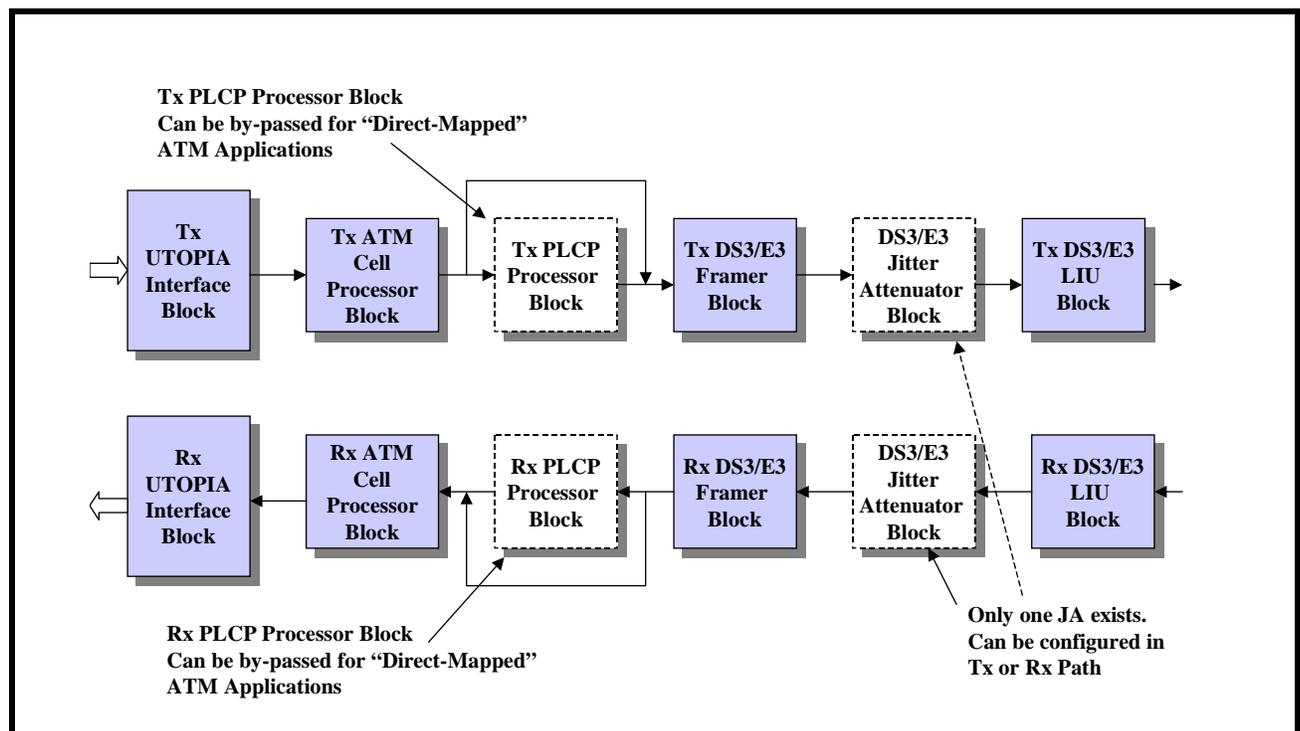 Tx PLCP Processor Block
Can be by-passed for “Direct-Mapped”
ATM Applications
Tx
UTOPIA
Interface
Block
Tx ATM
Cell
Processor
Block
Tx PLCP
Processor
Block
Tx DS3/E3
Framer
Block
DS3/E3
Jitter
Attenuator
Block
Tx DS3/E3
LIU
Block
Rx
UTOPIA
Interface
Block
Rx ATM
Cell
Processor
Block
Rx PLCP
Processor
Block
Rx DS3/E3
Framer
Block
DS3/E3
Jitter
Attenuator
Block
Rx DS3/E3
LIU
Block
Rx PLCP Processor Block
Can be by-passed for “Direct-Mapped”
ATM Applications
Only one JA exists.
Can be configured in
Tx or Rx Path